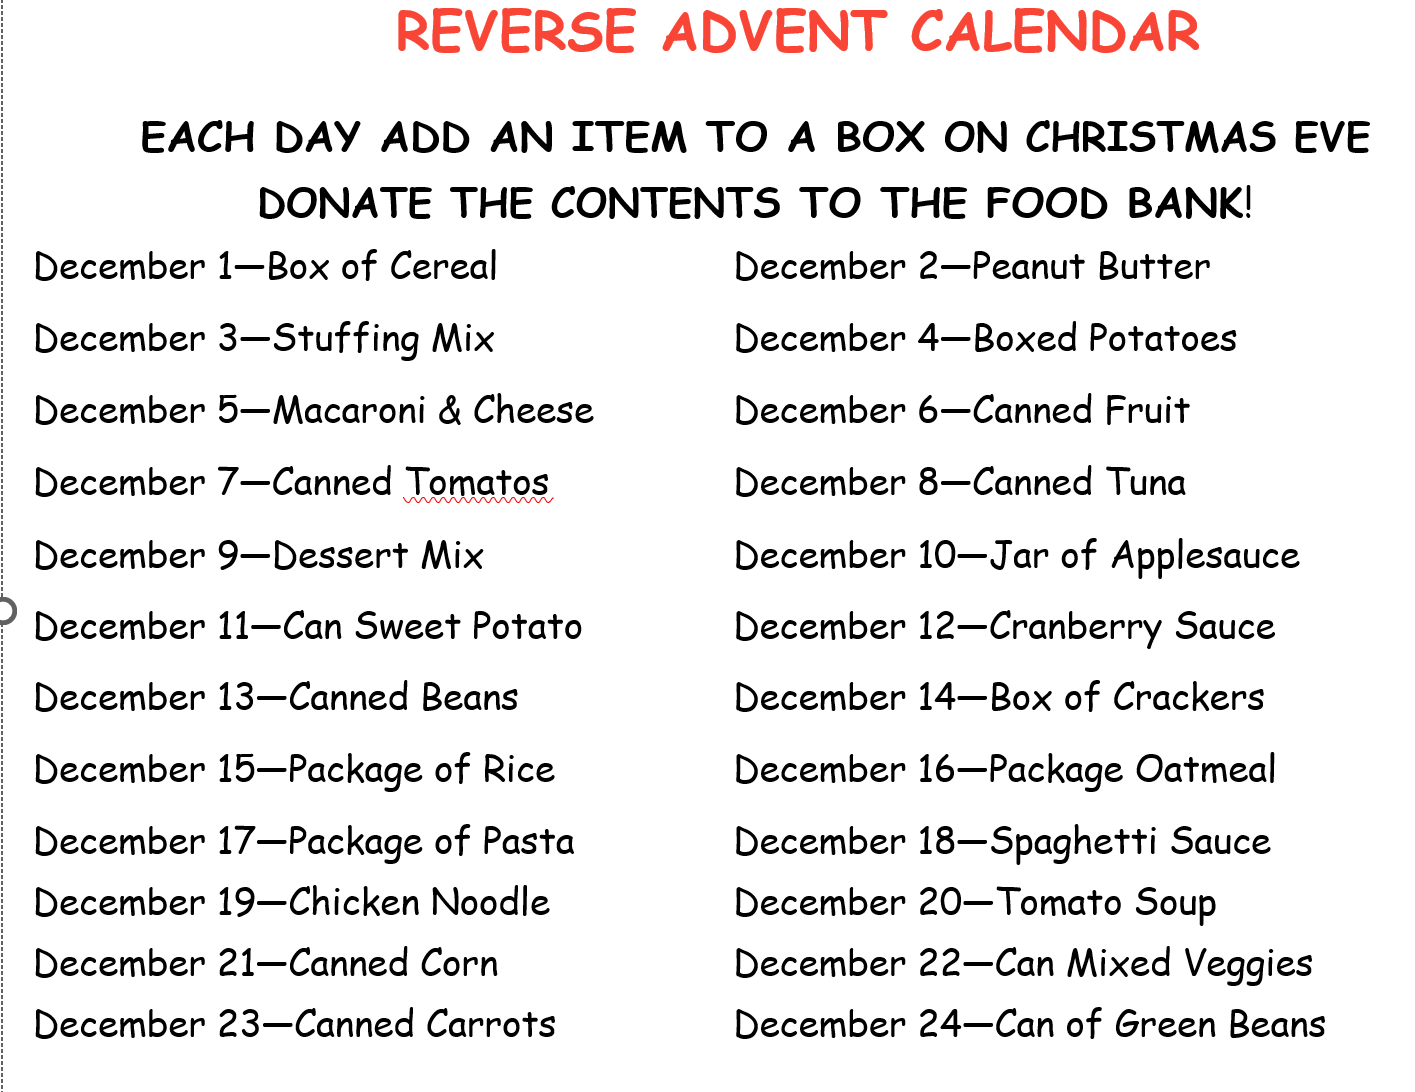 REVERSE ADVENT CALENDAR
EACH DAY ADD AN ITEM TO A BOX ON CHRISTMAS EVE
DONATE THE CONTENTS TO THE FOOD BANK!
December 1—Box of Cereal
December 2—Peanut Butter
December 3—Stuffing Mix
December 4—Boxed Potatoes
December 5—Macaroni & Cheese
December 6—Canned Fruit
December 7—Canned Tomatos
December 8—Canned Tuna
December 9—Dessert Mix
December 10—Jar of Applesauce
December 11—Can Sweet Potato
December 12—Cranberry Sauce
December 13—Canned Beans
December 14—Box of Crackers
December 15—Package of Rice
December 16—Package Oatmeal
December 17—Package of Pasta
December 18—Spaghetti Sauce
December 19—Chicken Noodle
December 20—Tomato Soup
December 21—Canned Corn
December 22—Can Mixed Veggies
December 23—Canned Carrots
December 24—Can of Green Beans